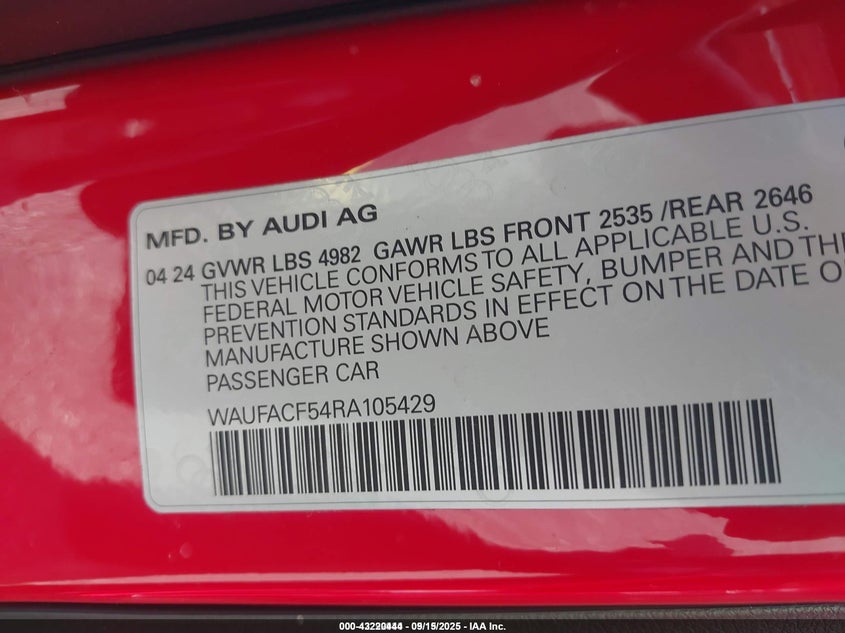 MFD. BY AUDI AG
04 24 GVWR LBS 4982 GAWR LBS FRONT 2535 /REAR 2646
THIS VEHICLE CONFORMS TO ALL APPLICABLE U.S.
FEDERAL MOTOR VEHICLE SAFETY, BUMPER AND
PREVENTION STANDARDS IN EFFECT ON THE DATE
MANUFACTURE SHOWN ABOVE
PASSENGER CAR
WAUFACF54RA105429
- 09/15/2025 - IAA Inc.